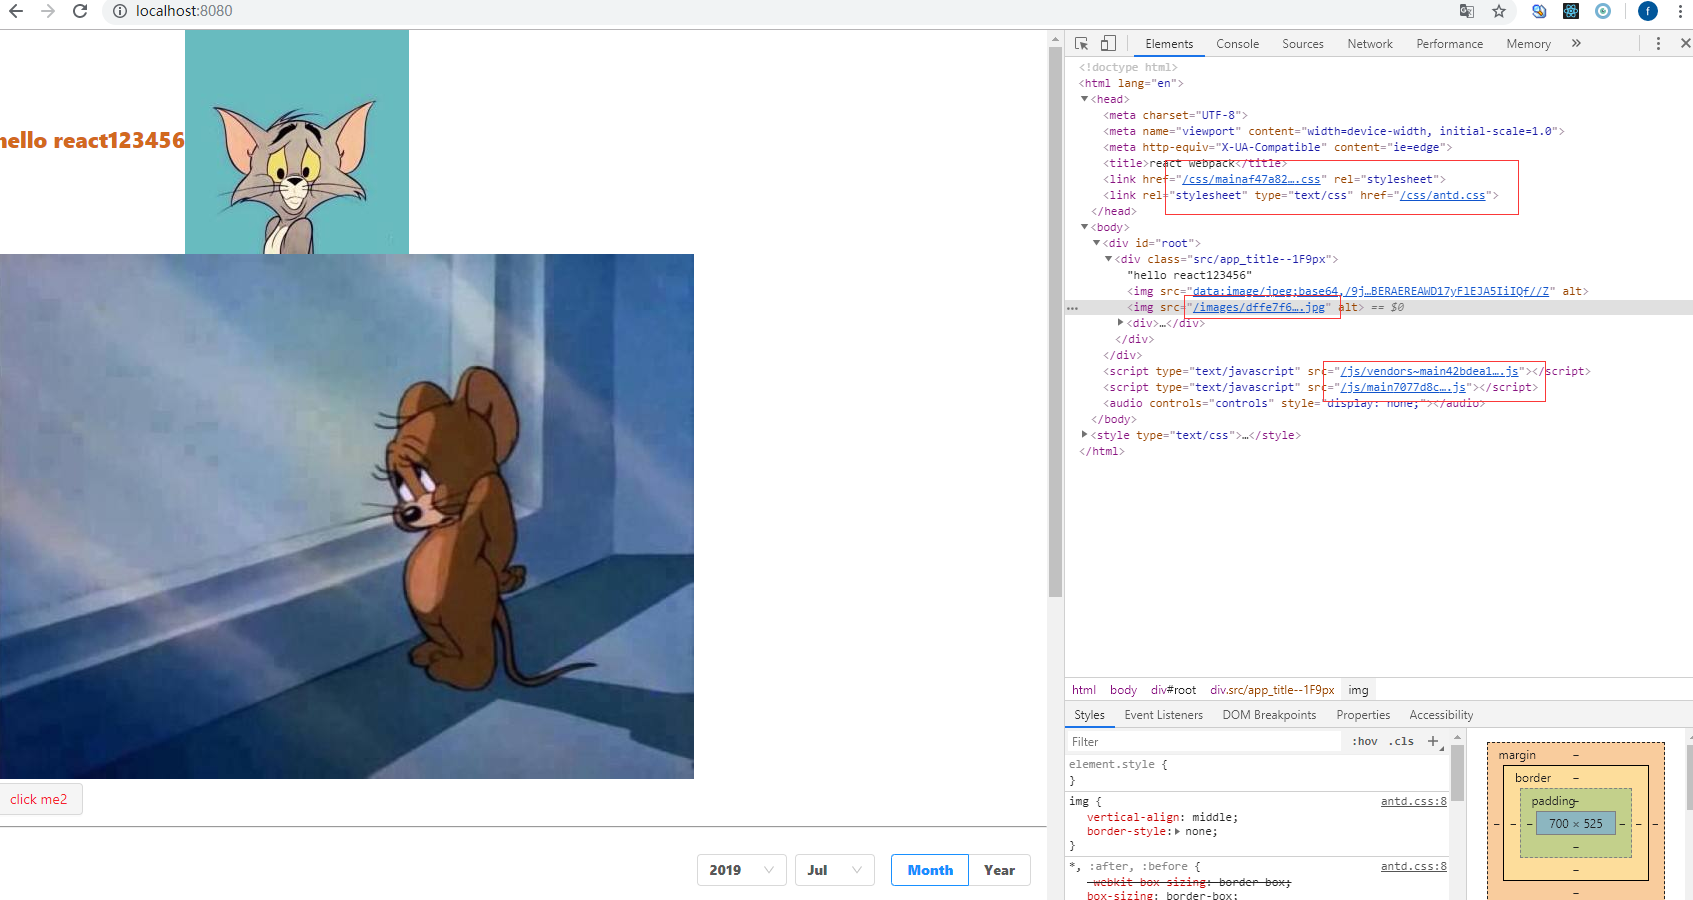 localhost:8080
f
hello react123456
click me2
2019
Jul
Month
Year
Elements
Console
Sources
Network
Performance
Memory
»
<!doctype html>
<html lang="en">
<head>
<meta charset="UTF-8">
<meta name="viewport" content="width=device-width, initial-scale=1.0">
<meta http-equiv="X-UA-Compatible" content="ie=edge">
<title>react webpack</title>
<link href="/css/mainaf47a82….css" rel="stylesheet">
<link rel="stylesheet" type="text/css" href="/css/antd.css">
</head>
<body>
<div id="root">
<div class="src/app_title--1F9px">
"hello react123456"
<img src="data:image/jpeg;base64,/9j…BERAEREAWD17yFlEJA5IiIQf//Z" alt>
<img src="/images/dffe7f6….jpg" alt> == $0
<div>…</div>
</div>
</div>
<script type="text/javascript" src="/js/vendors~main42bdea1….js"></script>
<script type="text/javascript" src="/js/main7077d8c….js"></script>
<audio controls="controls" style="display: none;"></audio>
</body>
<style type="text/css">…</style>
</html>
html body div#root div.src/app_title--1F9px img
Styles Event Listeners DOM Breakpoints Properties Accessibility
Filter
:hov .cls +
element.style {
}
img { antd.css:8
vertical-align: middle;
border-style: none;
}
*, :after, :before { antd.css:8
-webkit-box-sizing: border-box;
box-sizing: border-box;
margin –
border –
padding –
– – – 700 × 525 – – –
–
–
–